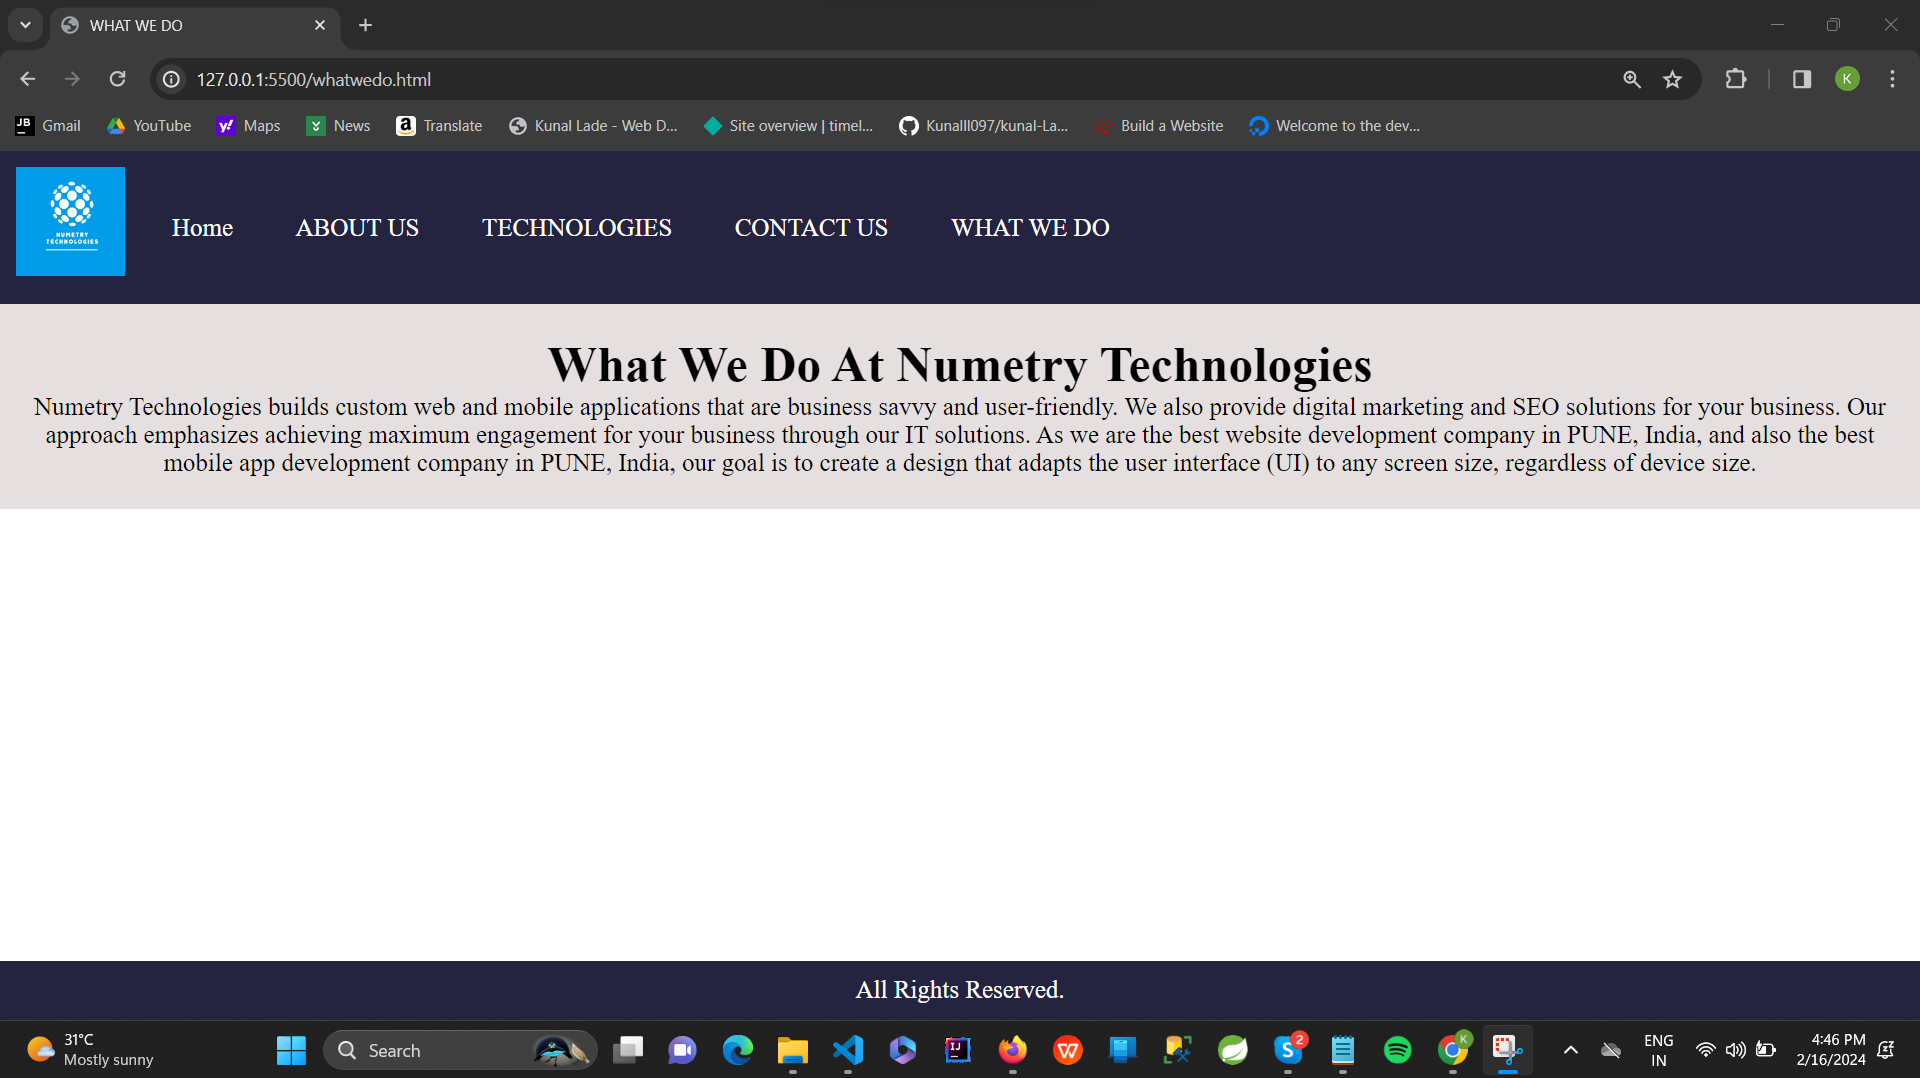 WHAT WE DO
127.0.0.1:5500/whatwedo.html
K
JB Gmail
YouTube
y! Maps
News
a Translate
Kunal Lade - Web D...
Site overview | timel...
Kunalll097/kunal-La...
Build a Website
Welcome to the dev...
NUMETRY
TECHNOLOGIES
Home ABOUT US TECHNOLOGIES CONTACT US WHAT WE DO
What We Do At Numetry Technologies
Numetry Technologies builds custom web and mobile applications that are business savvy and user-friendly. We also provide digital marketing and SEO solutions for your business. Our
approach emphasizes achieving maximum engagement for your business through our IT solutions. As we are the best website development company in PUNE, India, and also the best
mobile app development company in PUNE, India, our goal is to create a design that adapts the user interface (UI) to any screen size, regardless of device size.
All Rights Reserved.
31°C
Mostly sunny
Search
IJ
W
S 2
K
ENG
IN
4:46 PM
2/16/2024